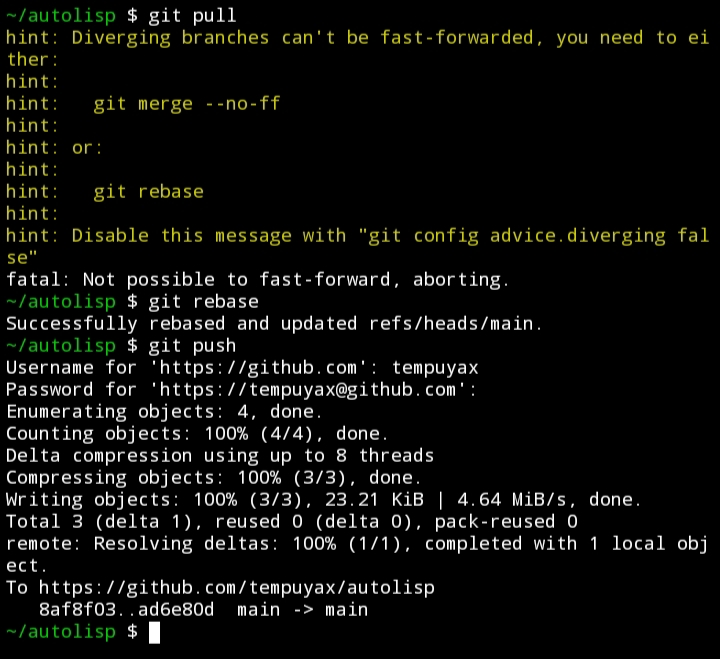 ~/autolisp $ git pull
hint: Diverging branches can't be fast-forwarded, you need to ei
ther:
hint:
hint:   git merge --no-ff
hint:
hint: or:
hint:
hint:   git rebase
hint:
hint: Disable this message with "git config advice.diverging fal
se"
fatal: Not possible to fast-forward, aborting.
~/autolisp $ git rebase
Successfully rebased and updated refs/heads/main.
~/autolisp $ git push
Username for 'https://github.com': tempuyax
Password for 'https://tempuyax@github.com':
Enumerating objects: 4, done.
Counting objects: 100% (4/4), done.
Delta compression using up to 8 threads
Compressing objects: 100% (3/3), done.
Writing objects: 100% (3/3), 23.21 KiB | 4.64 MiB/s, done.
Total 3 (delta 1), reused 0 (delta 0), pack-reused 0
remote: Resolving deltas: 100% (1/1), completed with 1 local obj
ect.
To https://github.com/tempuyax/autolisp
   8af8f03..ad6e80d  main -> main
~/autolisp $